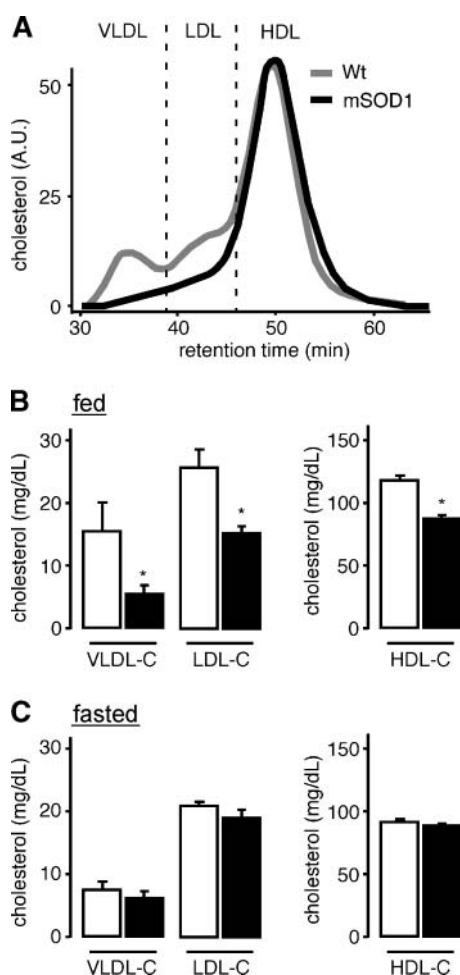 A
VLDL LDL HDL
Wt
mSOD1
cholesterol (A.U.)
50
25
0
30 40 50 60
retention time (min)
B fed
cholesterol (mg/dL)
30
20
10
0
* *
VLDL-C LDL-C
cholesterol (mg/dL)
150
100
50
0
*
HDL-C
C fasted
cholesterol (mg/dL)
30
20
10
0
VLDL-C LDL-C
cholesterol (mg/dL)
150
100
50
0
HDL-C